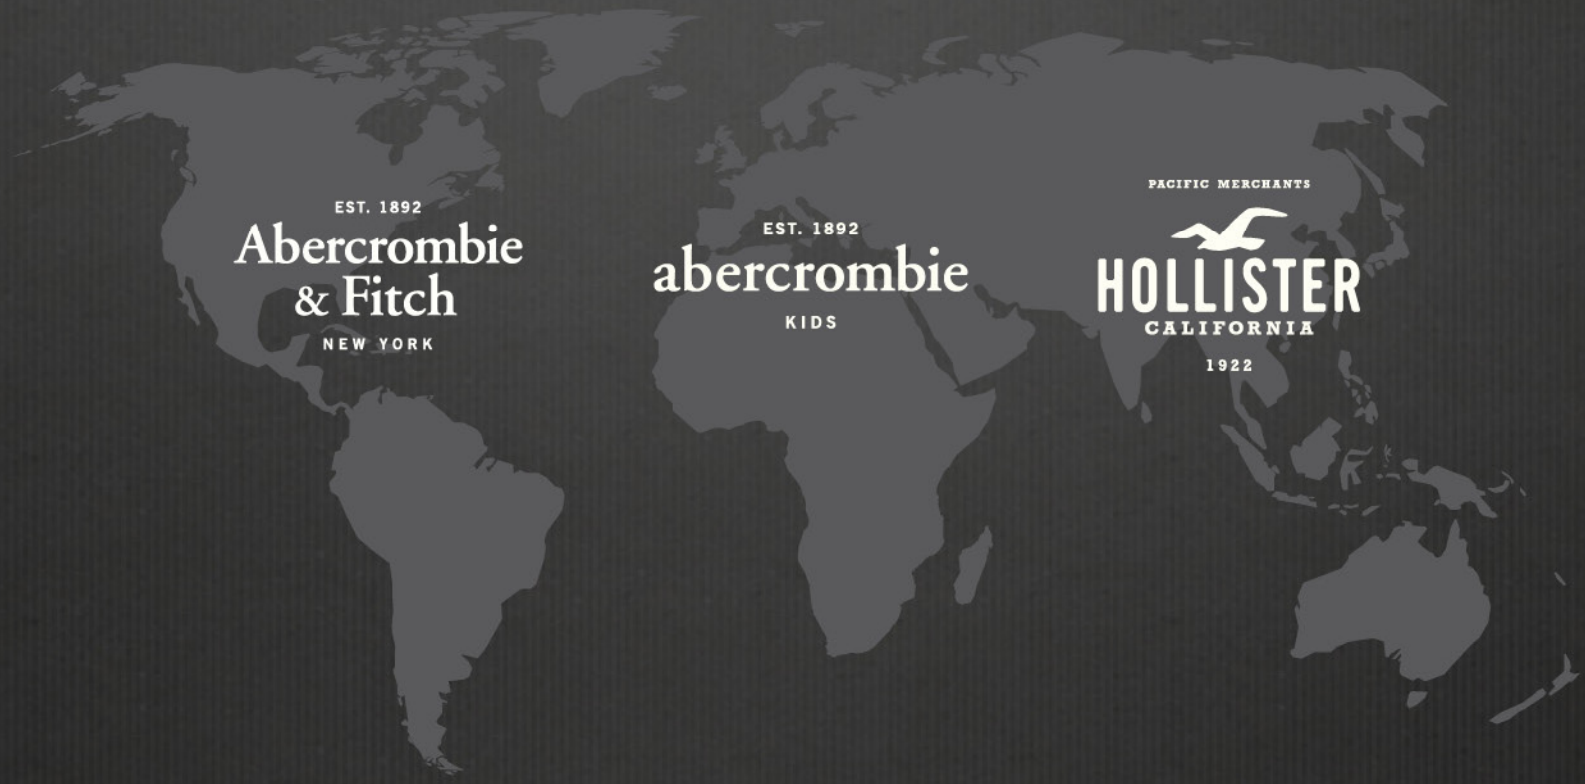 EST. 1892
Abercrombie
& Fitch
NEW YORK
EST. 1892
abercrombie
KIDS
PACIFIC MERCHANTS
HOLLISTER
CALIFORNIA
1922